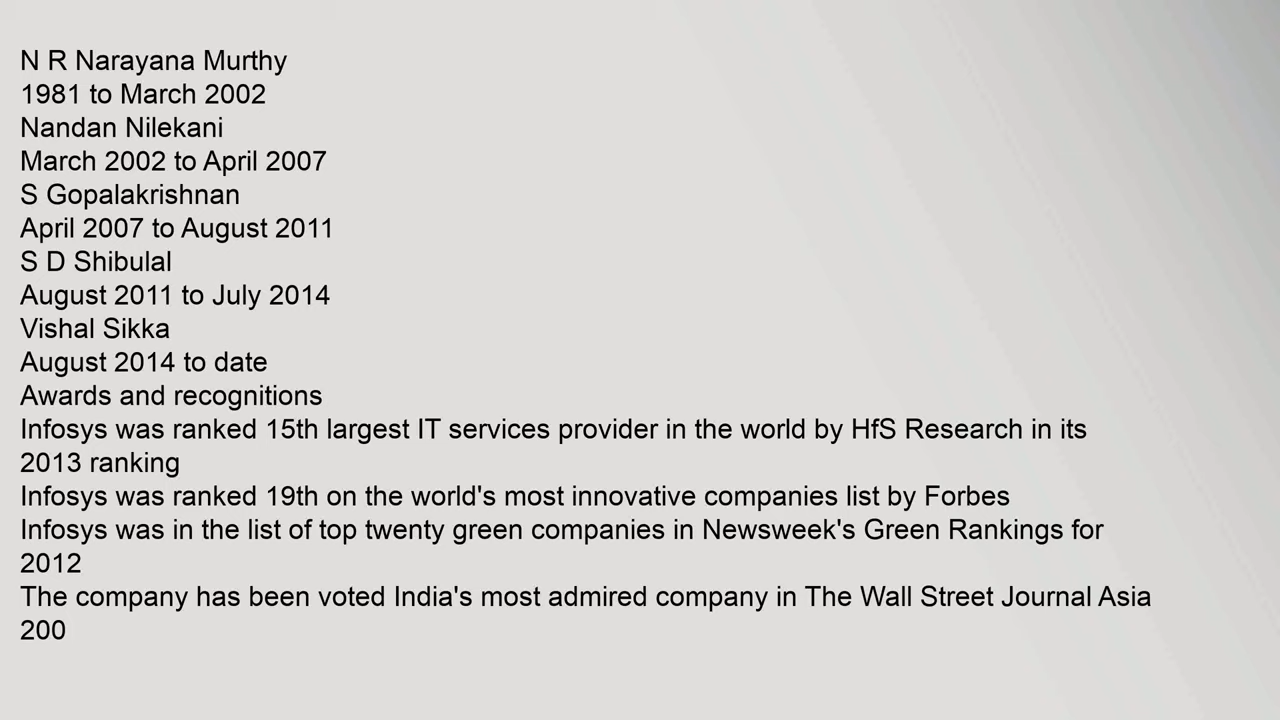 N R Narayana Murthy
1981 to March 2002
Nandan Nilekani
March 2002 to April 2007
S Gopalakrishnan
April 2007 to August 2011
S D Shibulal
August 2011 to July 2014
Vishal Sikka
August 2014 to date
Awards and recognitions
Infosys was ranked 15th largest IT services provider in the world by HfS Research in its
2013 ranking
Infosys was ranked 19th on the world's most innovative companies list by Forbes
Infosys was in the list of top twenty green companies in Newsweek's Green Rankings for
2012
The company has been voted India's most admired company in The Wall Street Journal Asia
200